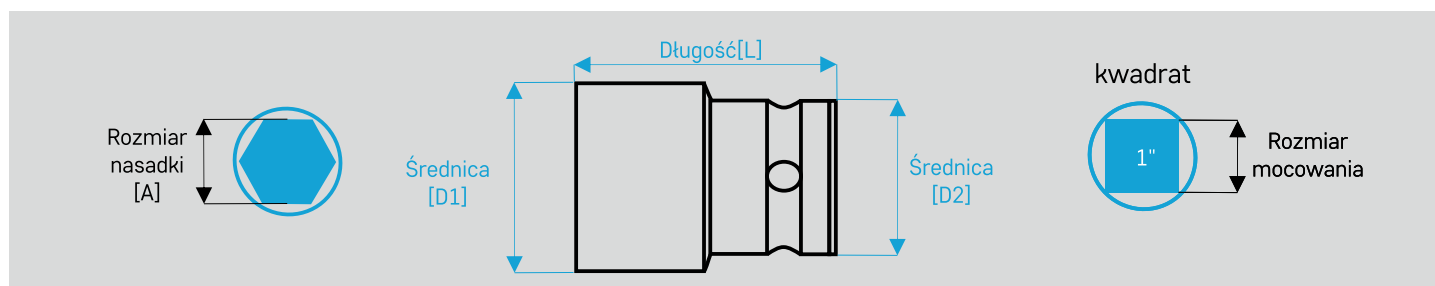 Długość[L]
kwadrat
Rozmiar
nasadki
[A]
Średnica
[D1]
Średnica
[D2]
1"
Rozmiar
mocowania